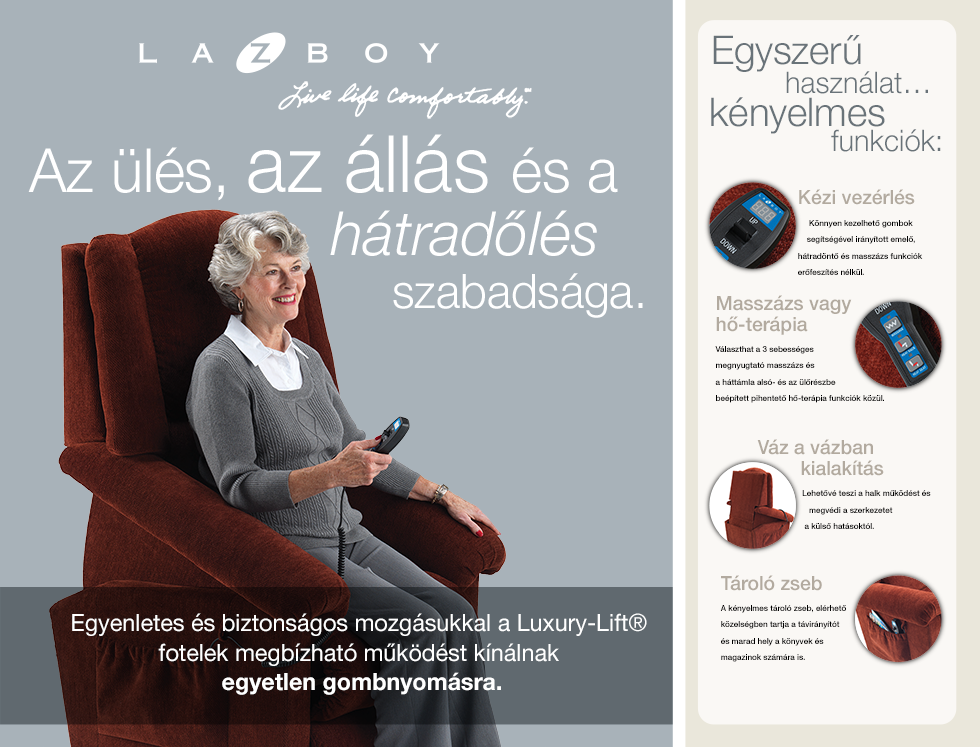 LAZBOY
Live life comfortably.™
Az ülés, az állás és a
hátradőlés
szabadsága.
Egyenletes és biztonságos mozgásukkal a Luxury-Lift®
fotelek megbízható működést kínálnak
egyetlen gombnyomásra.
Egyszerű
használat...
kényelmes
funkciók:
UP
DOWN
Kézi vezérlés
Könnyen kezelhető gombok
segítségével irányított emelő,
hátradöntő és masszázs funkciók
erőfeszítés nélkül.
Masszázs vagy
hő-terápia
DOWN
Választhat a 3 sebességes
megnyugtató masszázs és
a háttámla alsó- és az ülőrészbe
beépített pihentető hő-terápia funkciók közül.
Váz a vázban
kialakítás
Lehetővé teszi a halk működést és
megvédi a szerkezetet
a külső hatásoktól.
Tároló zseb
A kényelmes tároló zseb, elérhető
közelségben tartja a távirányítót
és marad hely a könyvek és
magazinok számára is.